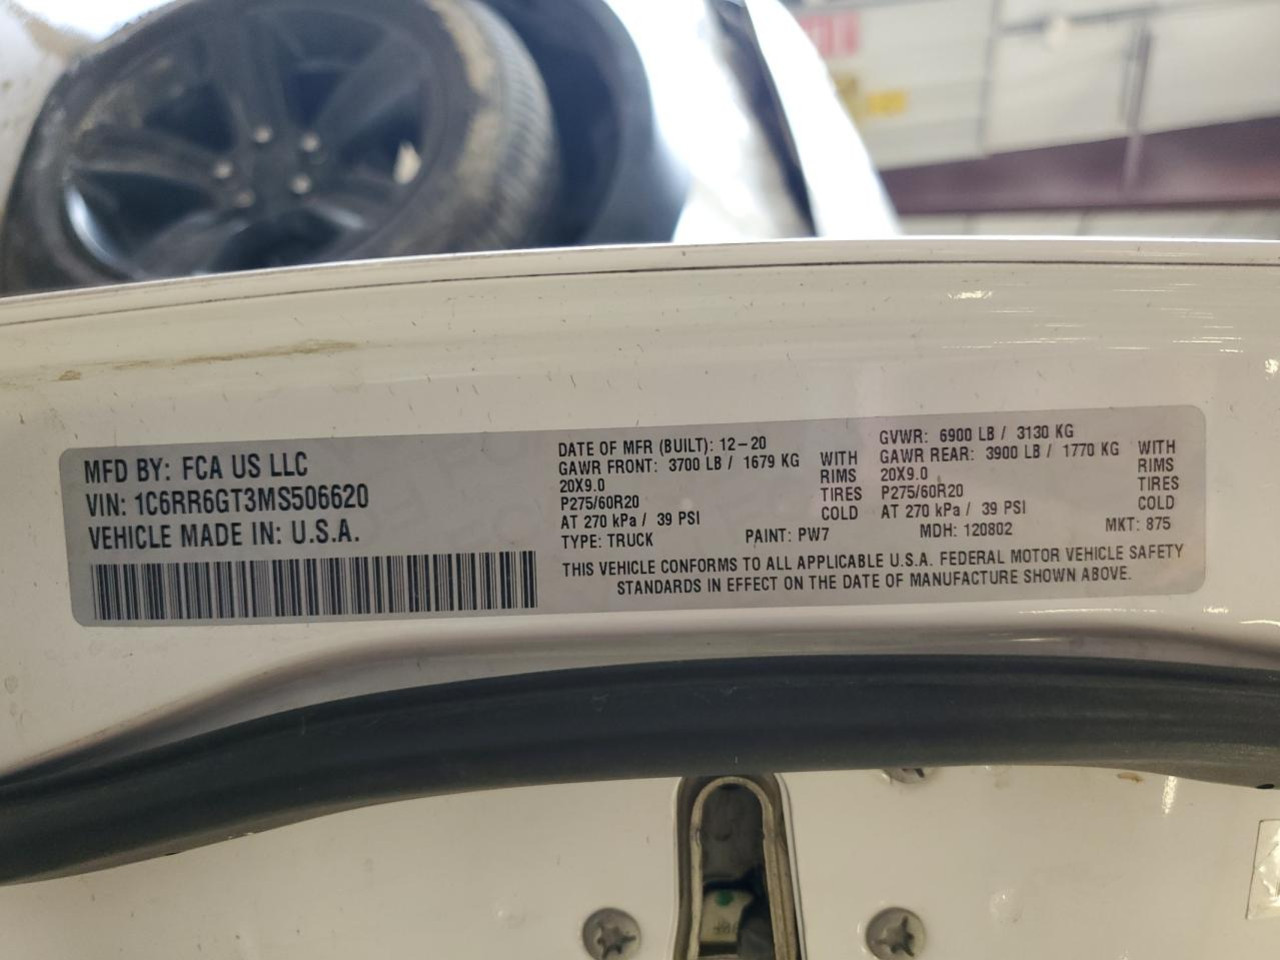 MFD BY: FCA US LLC
VIN: 1C6RR6GT3MS506620
VEHICLE MADE IN: U.S.A.
DATE OF MFR (BUILT): 12-20
GAWR FRONT: 3700 LB / 1679 KG WITH
20X9.0 RIMS
P275/60R20 TIRES
AT 270 kPa / 39 PSI COLD
GVWR: 6900 LB / 3130 KG
GAWR REAR: 3900 LB / 1770 KG WITH
20X9.0 RIMS
P275/60R20 TIRES
AT 270 kPa / 39 PSI COLD
TYPE: TRUCK PAINT: PW7 MDH: 120802 MKT: 875
THIS VEHICLE CONFORMS TO ALL APPLICABLE U.S.A. FEDERAL MOTOR VEHICLE SAFETY
STANDARDS IN EFFECT ON THE DATE OF MANUFACTURE SHOWN ABOVE.